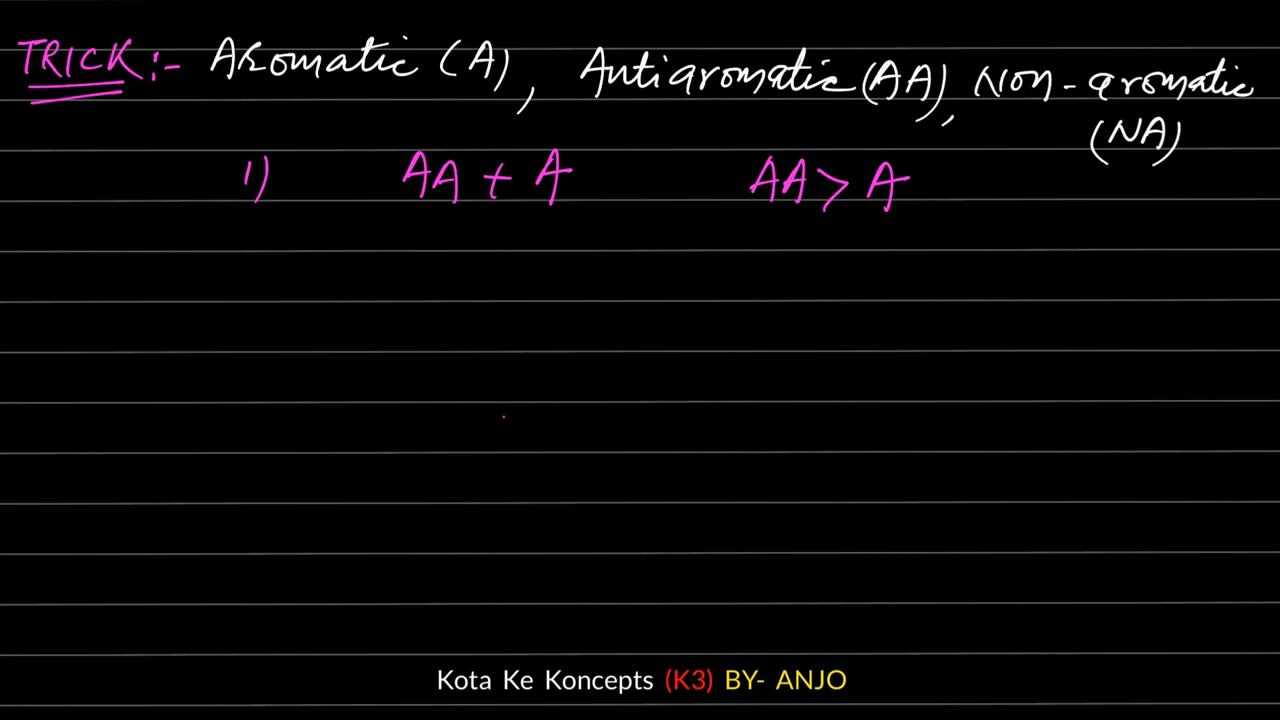 TRICK:- Aromatic (A), Antiaromatic (AA), Non-aromatic
(NA)
1) AA + A AA > A
Kota Ke Koncepts (K3) BY- ANJO